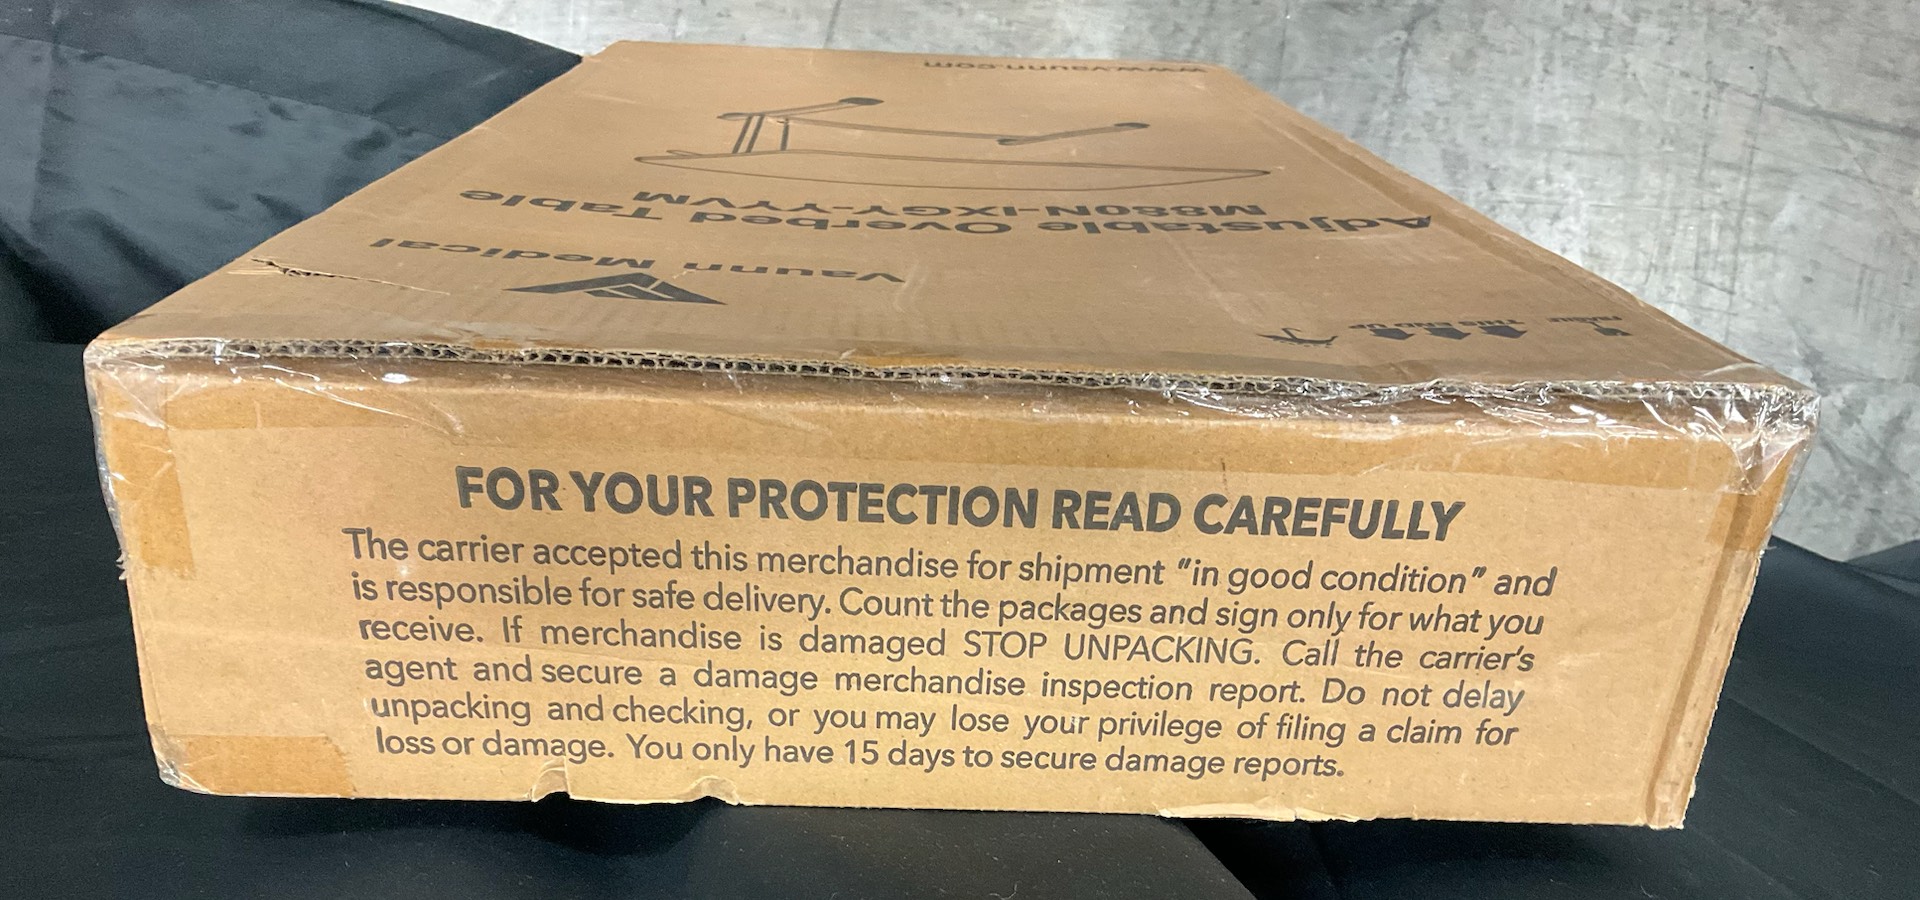 www.vaunn.com
Adjustable Overbed Table
Vaunn Medical
THIS END UP
FRAGILE
FOR YOUR PROTECTION READ CAREFULLY
The carrier accepted this merchandise for shipment "in good condition" and
is responsible for safe delivery. Count the packages and sign only for what you
receive. If merchandise is damaged STOP UNPACKING. Call the carrier's
agent and secure a damage merchandise inspection report. Do not delay
unpacking and checking, or you may lose your privilege of filing a claim for
loss or damage. You only have 15 days to secure damage reports.